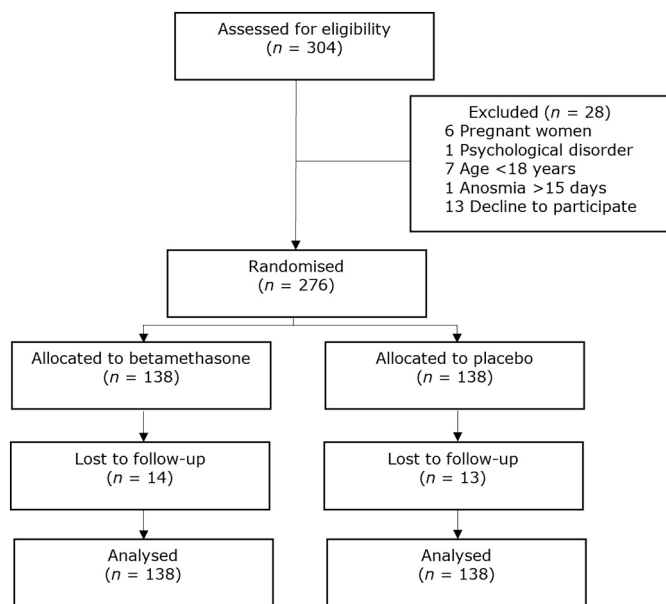 Assessed for eligibility
(n = 304)
Excluded (n = 28)
6 Pregnant women
1 Psychological disorder
7 Age <18 years
1 Anosmia >15 days
13 Decline to participate
Randomised
(n = 276)
Allocated to betamethasone
(n = 138)
Allocated to placebo
(n = 138)
Lost to follow-up
(n = 14)
Lost to follow-up
(n = 13)
Analysed
(n = 138)
Analysed
(n = 138)